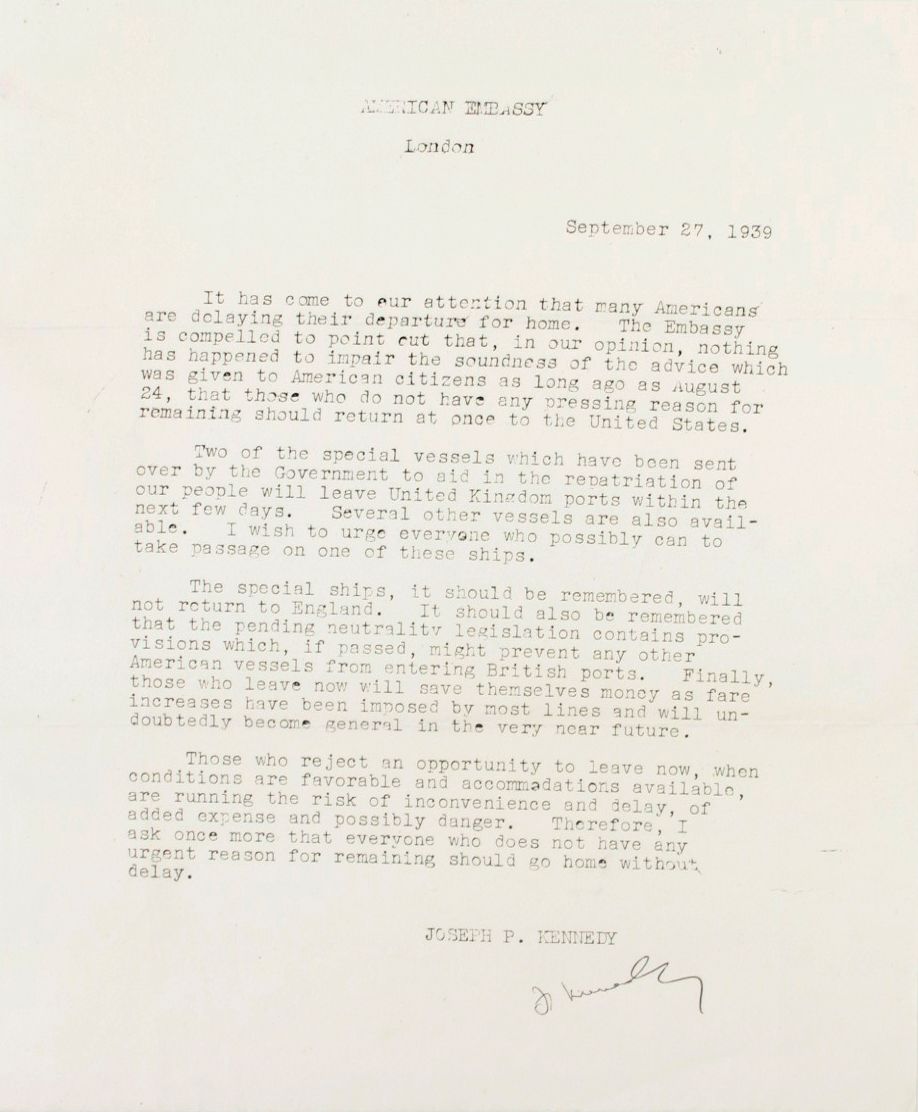 AMERICAN EMBASSY
London
September 27, 1939
It has come to our attention that many Americans
are delaying their departure for home. The Embassy
is compelled to point out that, in our opinion, nothing
has happened to impair the soundness of the advice which
was given to American citizens as long ago as August
24, that those who do not have any pressing reason for
remaining should return at once to the United States.
Two of the special vessels which have been sent
over by the Government to aid in the repatriation of
our people will leave United Kingdom ports within the
next few days. Several other vessels are also avail-
able. I wish to urge everyone who possibly can to
take passage on one of these ships.
The special ships, it should be remembered, will
not return to England. It should also be remembered
that the pending neutrality legislation contains pro-
visions which, if passed, might prevent any other
American vessels from entering British ports. Finally,
those who leave now will save themselves money as fare
increases have been imposed by most lines and will un-
doubtedly become general in the very near future.
Those who reject an opportunity to leave now, when
conditions are favorable and accommodations available,
are running the risk of inconvenience and delay, of
added expense and possibly danger. Therefore, I
ask once more that everyone who does not have any
urgent reason for remaining should go home without
delay.
JOSEPH P. KENNEDY
J Kennedy